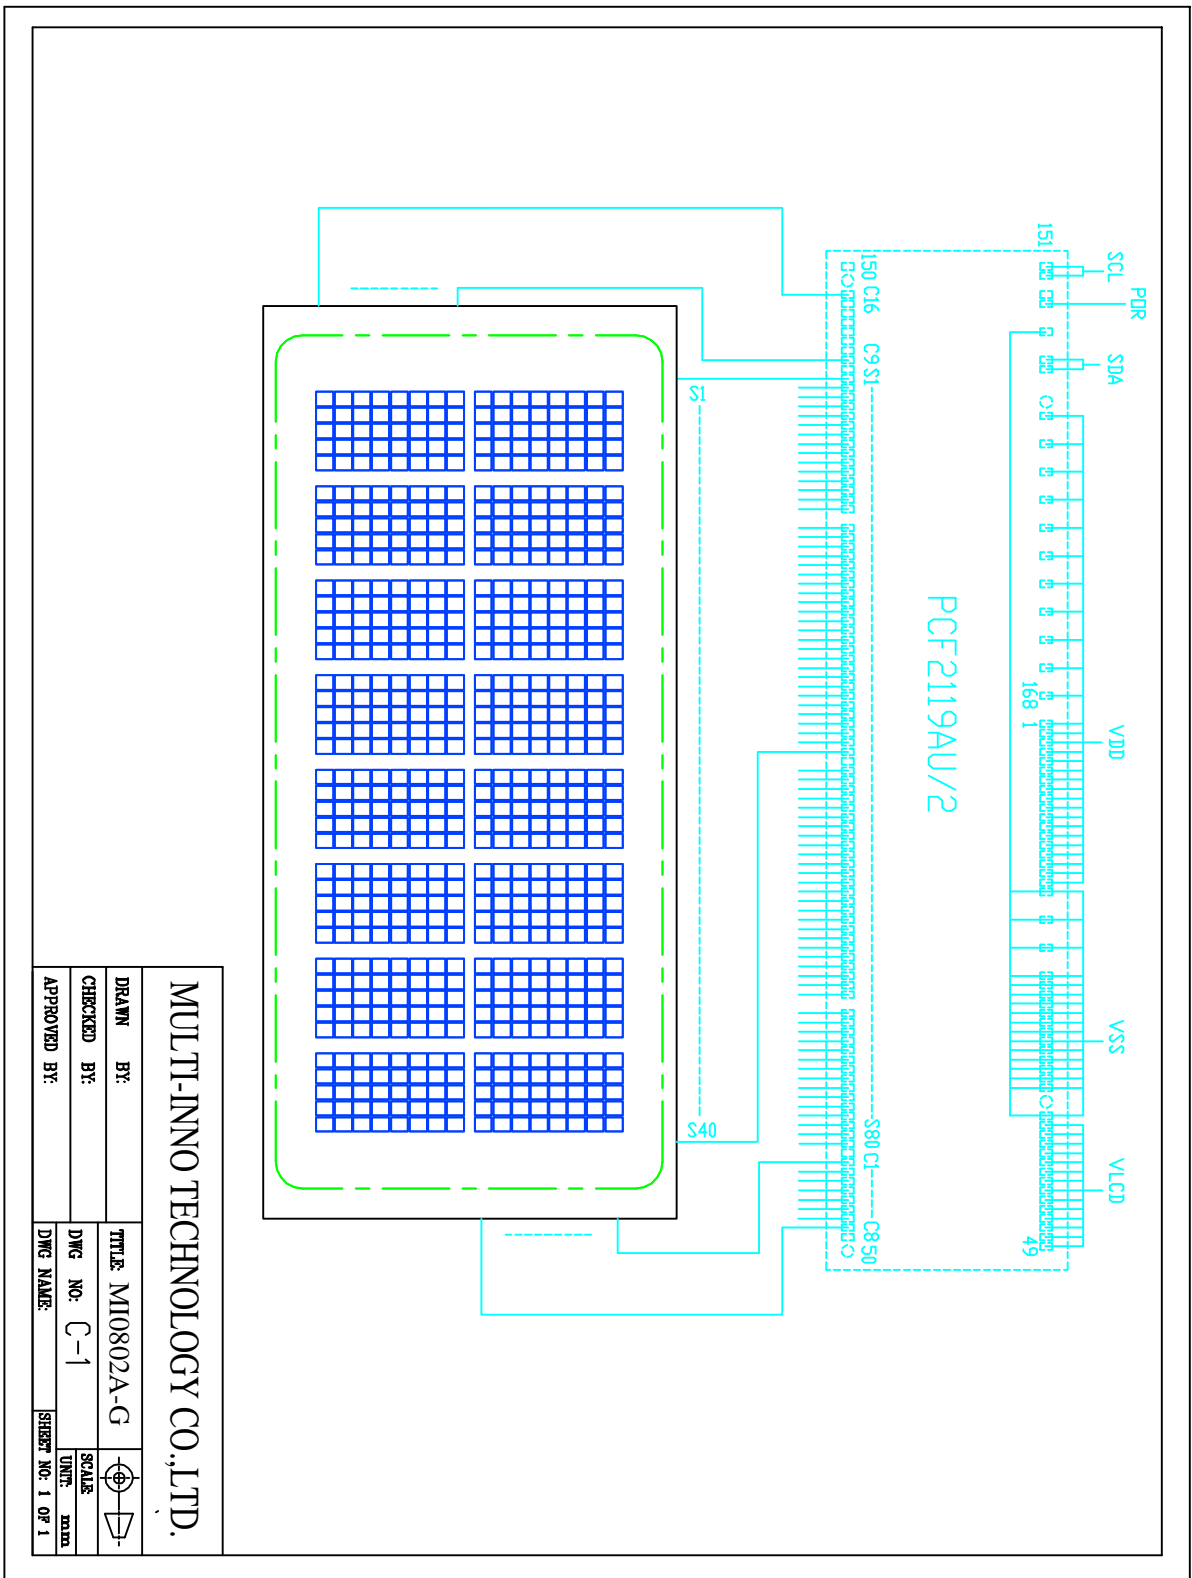 SCL
POR
SDA
VDD
VSS
VLCD
151
168 1
49
PCF2119AU/2
150 C16
C9 S1
S80 C1
C8 50
S1
S40
MULTI-INNO TECHNOLOGY CO.,LTD.
DRAWN BY:
CHECKED BY:
APPROVED BY:
TITLE: MI0802A-G
DWG NO: C-1
SCALE:
UNIT: mm
DWG NAME:
SHEET NO: 1 OF 1